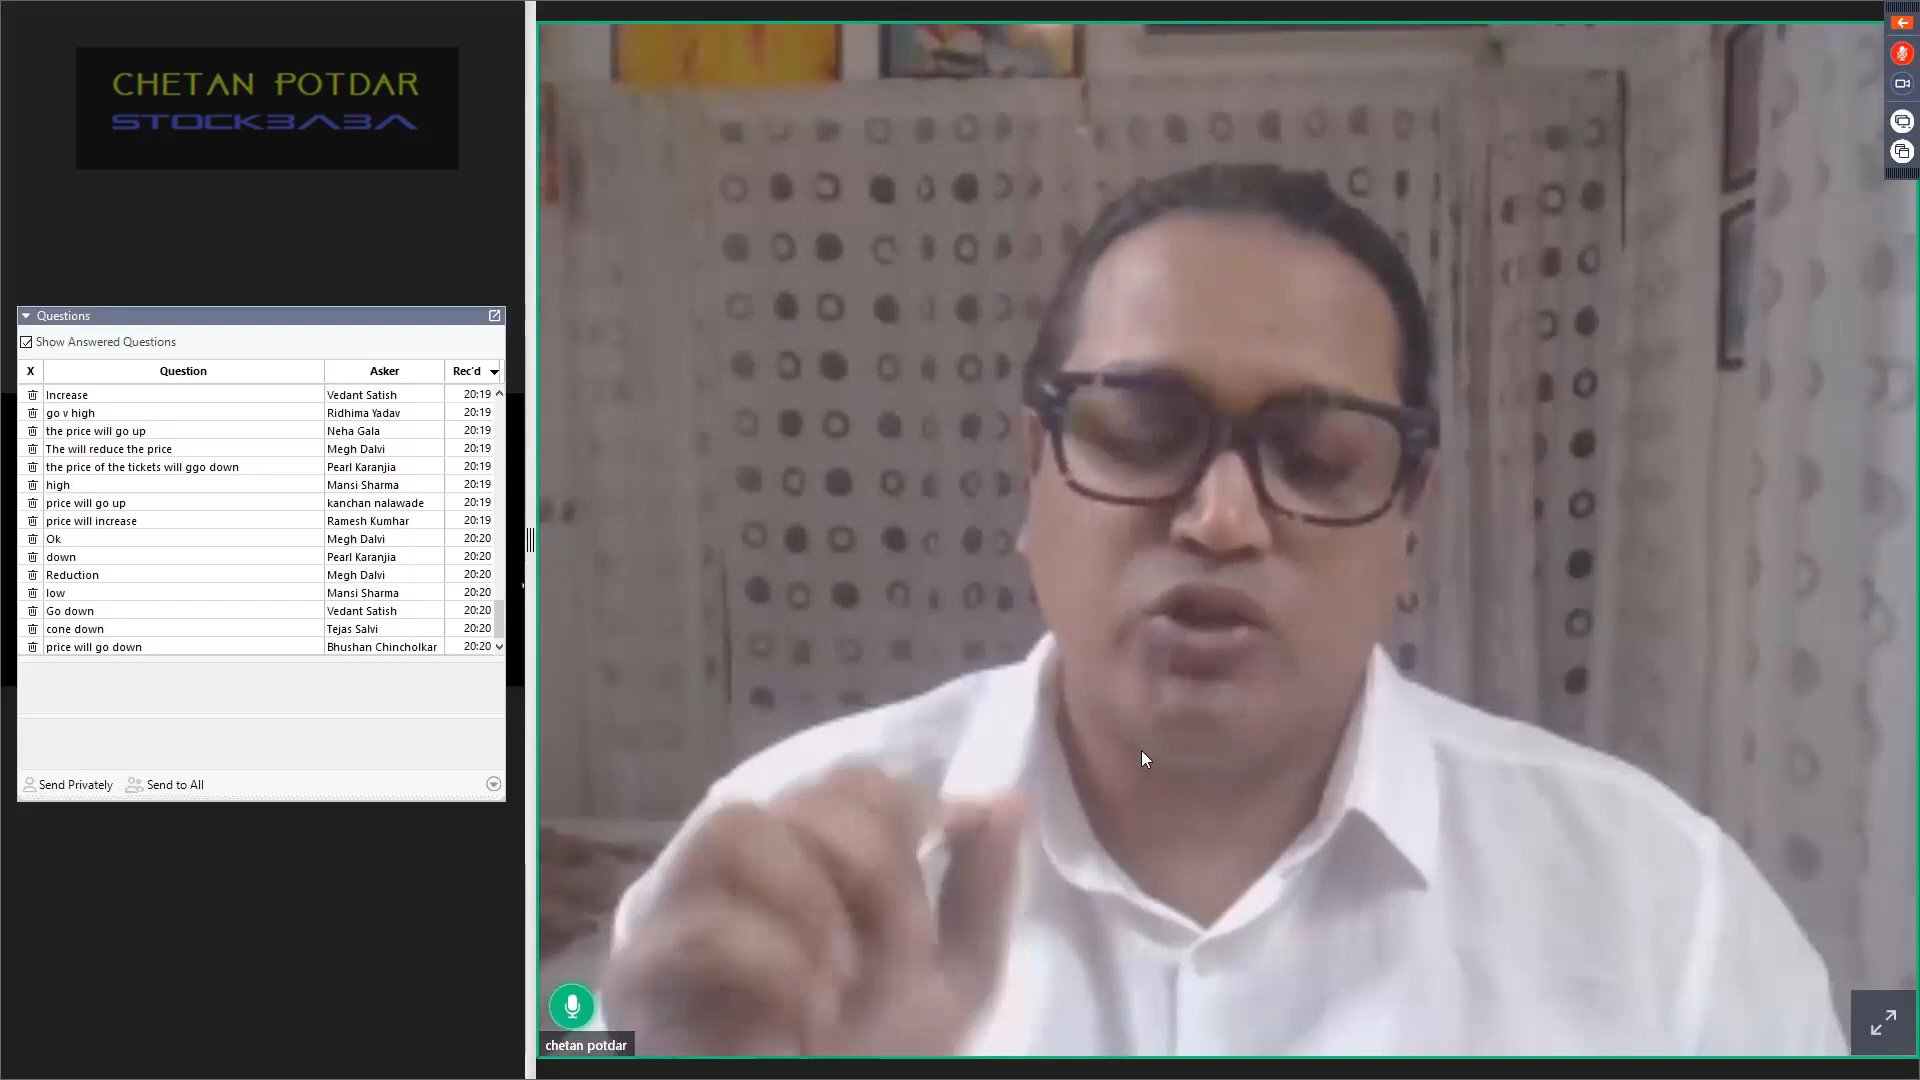 CHETAN POTDAR
STOCKBABA
Questions
Show Answered Questions
X Question Asker Rec'd
Increase Vedant Satish 20:19
go v high Ridhima Yadav 20:19
the price will go up Neha Gala 20:19
The will reduce the price Megh Dalvi 20:19
the price of the tickets will ggo down Pearl Karanjia 20:19
high Mansi Sharma 20:19
price will go up kanchan nalawade 20:19
price will increase Ramesh Kumhar 20:19
Ok Megh Dalvi 20:20
down Pearl Karanjia 20:20
Reduction Megh Dalvi 20:20
low Mansi Sharma 20:20
Go down Vedant Satish 20:20
cone down Tejas Salvi 20:20
price will go down Bhushan Chincholkar 20:20
Send Privately Send to All
chetan potdar